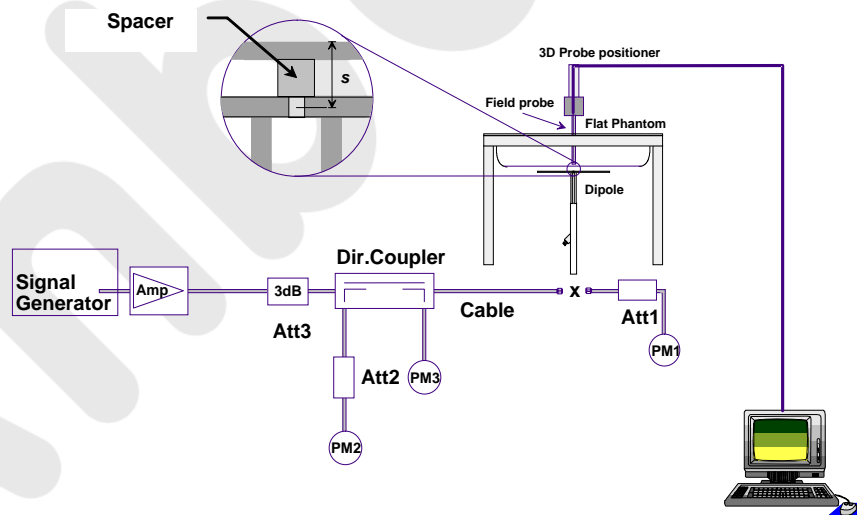 Spacer
s
3D Probe positioner
Field probe
Flat Phantom
Dipole
Dir.Coupler
Signal
Generator
Amp
3dB
Att3
Cable
x
Att1
PM1
Att2
PM3
PM2